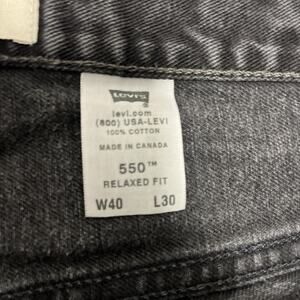 Levi's
levi.com
(800) USA-LEVI
100% COTTON
MADE IN CANADA
550™
RELAXED FIT
W40 L30